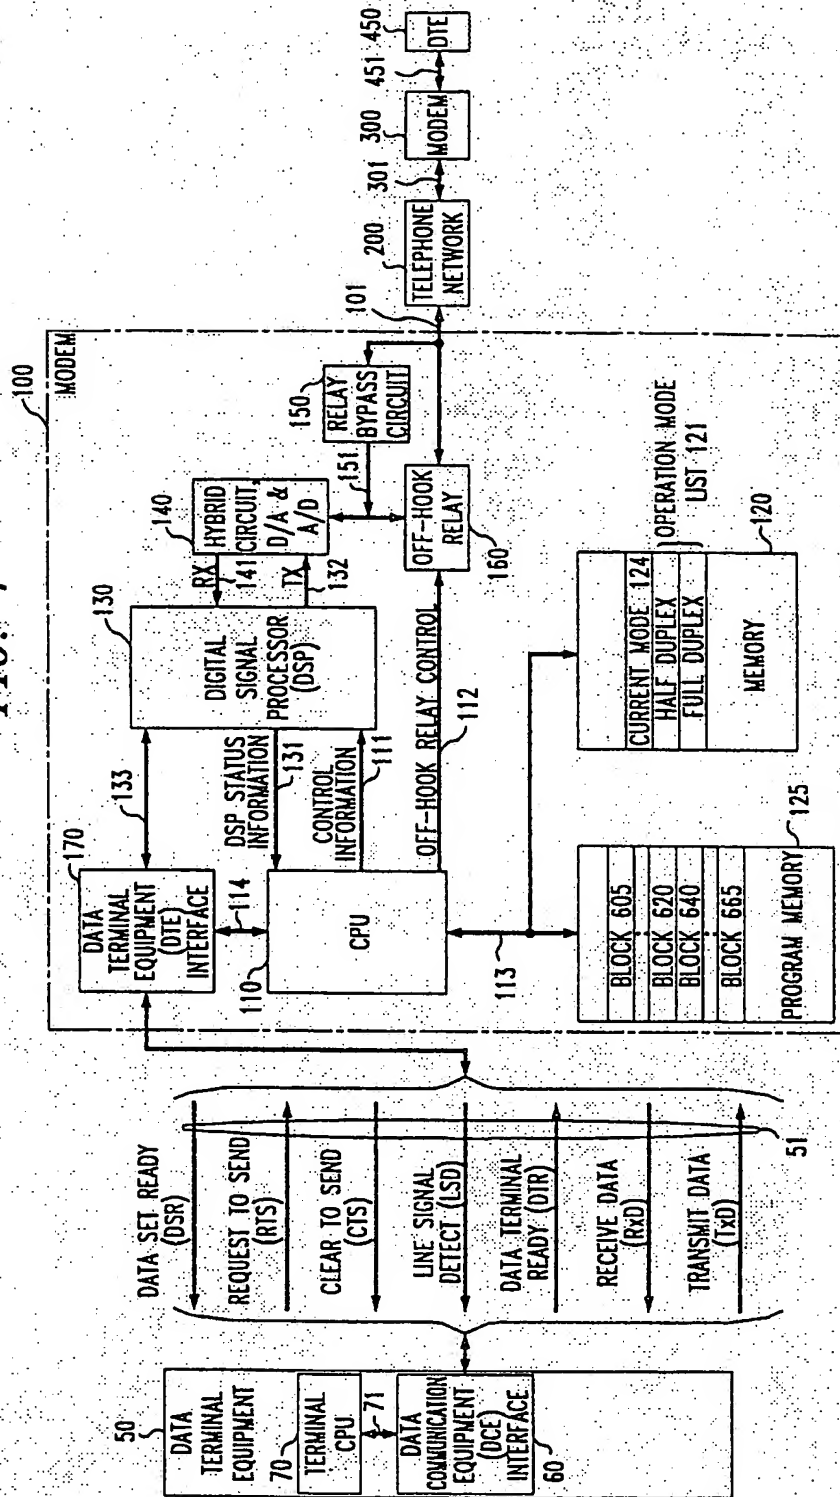 FIG. 1
50
DATA
TERMINAL
EQUIPMENT
70
TERMINAL
CPU
71
DATA
COMMUNICATION
EQUIPMENT
(DCE)
INTERFACE
60
DATA SET READY
(DSR)
REQUEST TO SEND
(RTS)
CLEAR TO SEND
(CTS)
LINE SIGNAL
DETECT (LSD)
DATA TERMINAL
READY (DTR)
RECEIVE DATA
(RxD)
TRANSMIT DATA
(TxD)
51
100
MODEM
170
DATA
TERMINAL
EQUIPMENT
(DTE)
INTERFACE
133
114
110
CPU
DSP STATUS
INFORMATION
131
CONTROL
INFORMATION
111
OFF-HOOK RELAY CONTROL
112
113
130
DIGITAL
SIGNAL
PROCESSOR
(DSP)
RX
141
TX
132
140
HYBRID
CIRCUIT,
D/A &
A/D
150
RELAY
BYPASS
CIRCUIT
151
OFF-HOOK
RELAY
160
BLOCK 605
BLOCK 620
BLOCK 640
BLOCK 665
PROGRAM MEMORY
125
CURRENT MODE 124
HALF DUPLEX
FULL DUPLEX
MEMORY
120
OPERATION MODE
LIST 121
101
200
TELEPHONE
NETWORK
301
300
MODEM
451
450
DTE